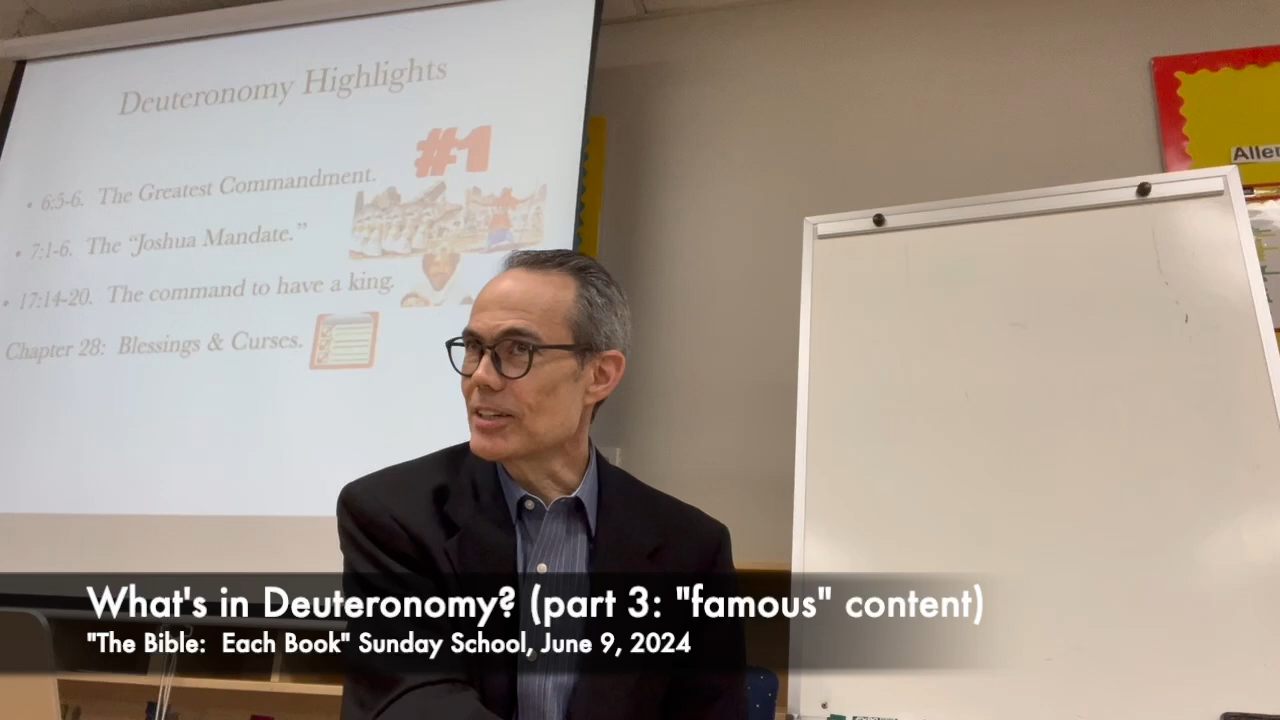 Deuteronomy Highlights
#1
• 6:5-6. The Greatest Commandment.
• 7:1-6. The “Joshua Mandate.”
• 17:14-20. The command to have a king.
Chapter 28: Blessings & Curses.
Aller
What's in Deuteronomy? (part 3: "famous" content)
"The Bible: Each Book" Sunday School, June 9, 2024